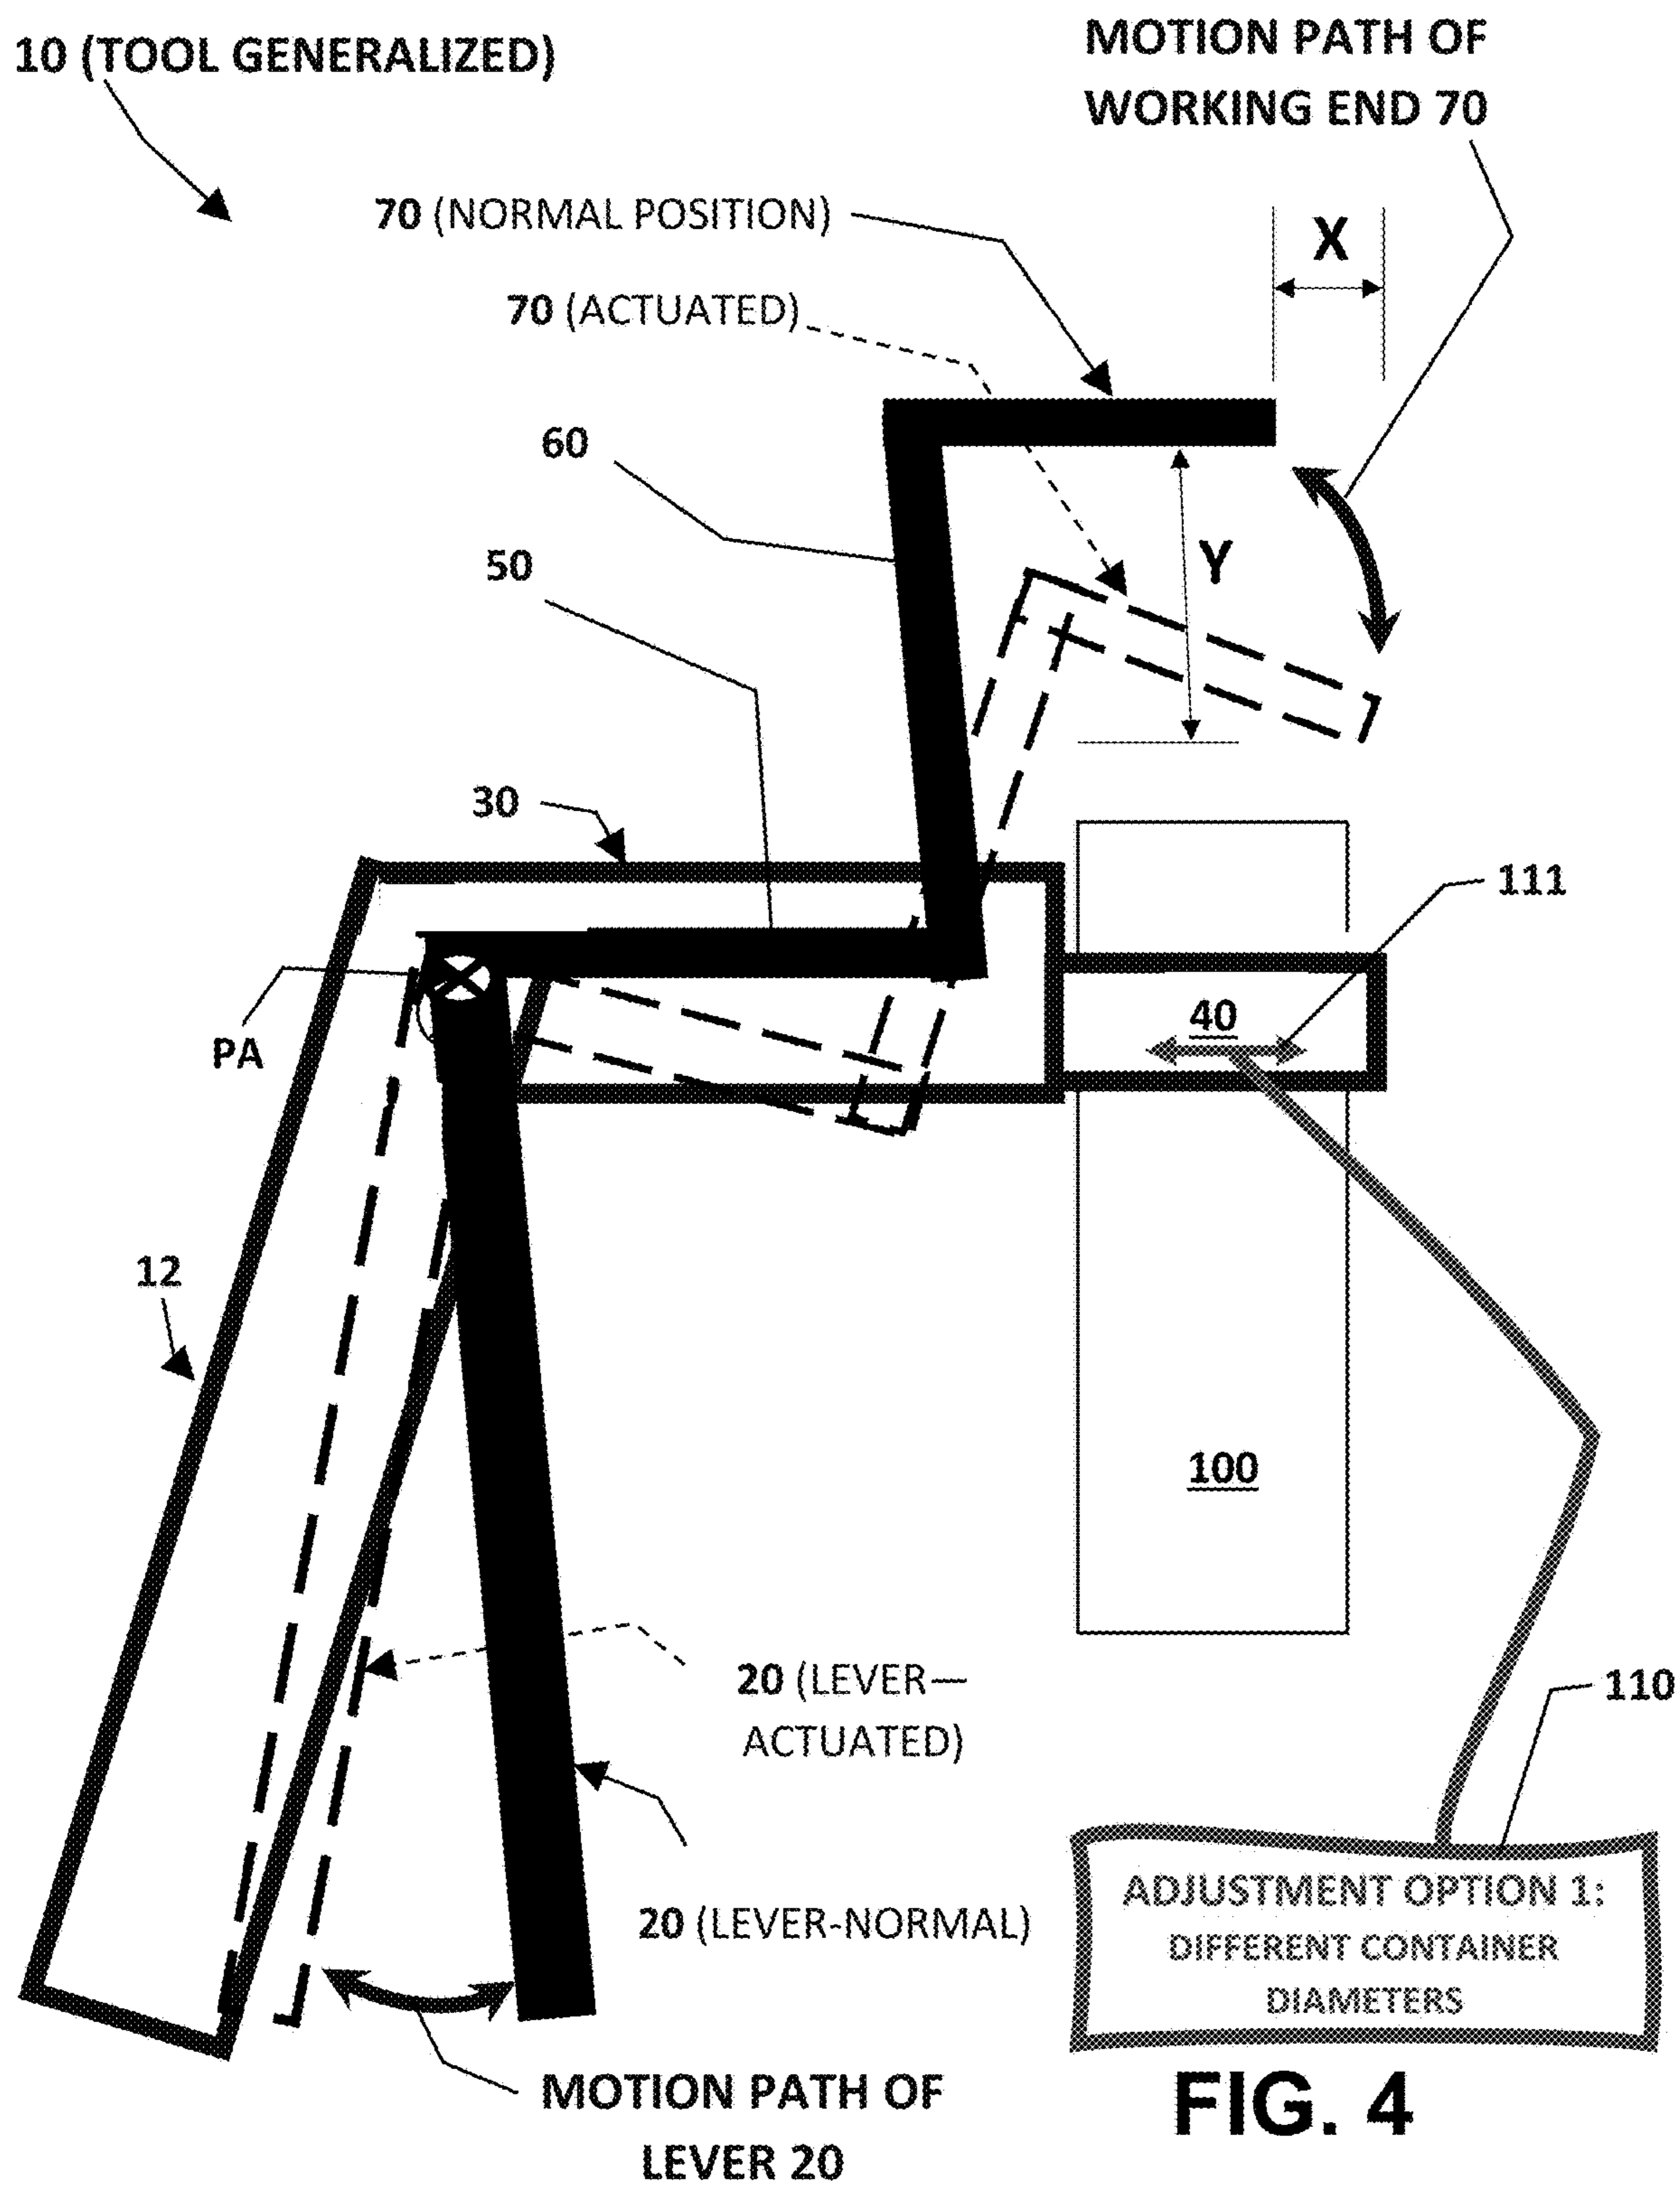 10 (TOOL GENERALIZED)
MOTION PATH OF
WORKING END 70
70 (NORMAL POSITION)
X
70 (ACTUATED)
60
50
Y
30
111
40
PA
12
100
20 (LEVER—
ACTUATED)
110
20 (LEVER-NORMAL)
ADJUSTMENT OPTION 1:
DIFFERENT CONTAINER
DIAMETERS
MOTION PATH OF
LEVER 20
FIG. 4